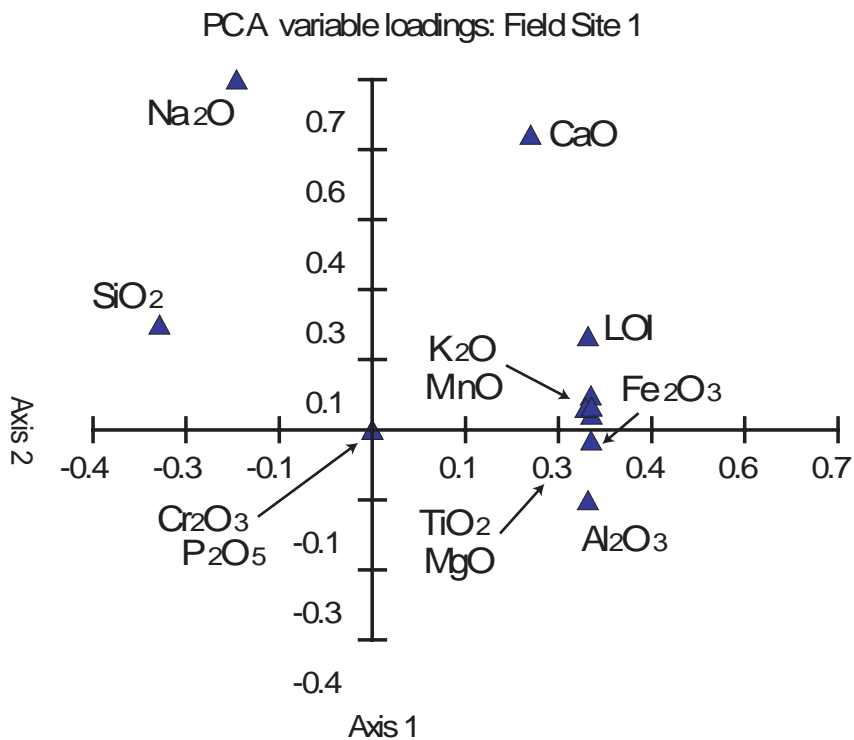 PCA variable loadings: Field Site 1
Na2O
0.7
CaO
0.6
0.4
SiO2
0.3
LOI
K2O
MnO
Fe2O3
0.1
Axis 2
-0.4
-0.3
-0.1
0.1
0.3
0.4
0.6
0.7
Cr2O3
P2O5
-0.1
TiO2
MgO
Al2O3
-0.3
-0.4
Axis 1